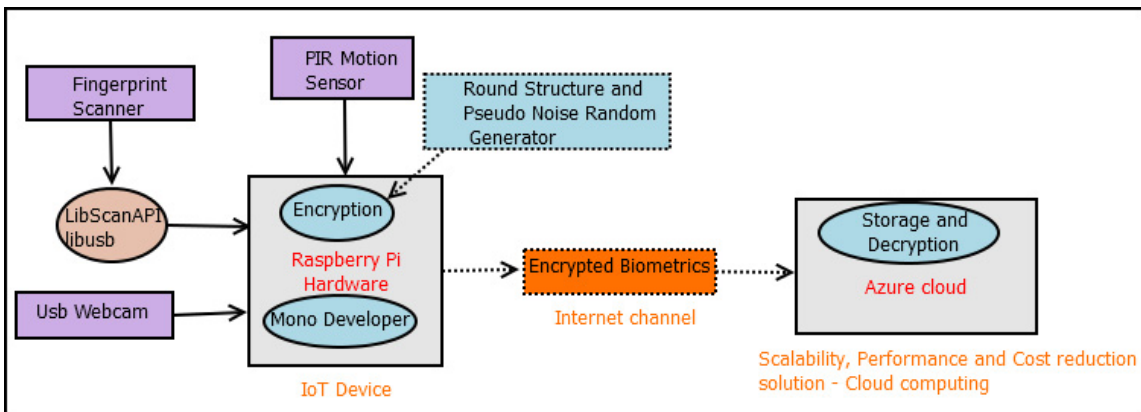 Fingerprint
Scanner
PIR Motion
Sensor
Round Structure and
Pseudo Noise Random
Generator
LibScanAPI
libusb
Encryption
Raspberry Pi
Hardware
Mono Developer
Usb Webcam
IoT Device
Encrypted Biometrics
Internet channel
Storage and
Decryption
Azure cloud
Scalability, Performance and Cost reduction
solution - Cloud computing